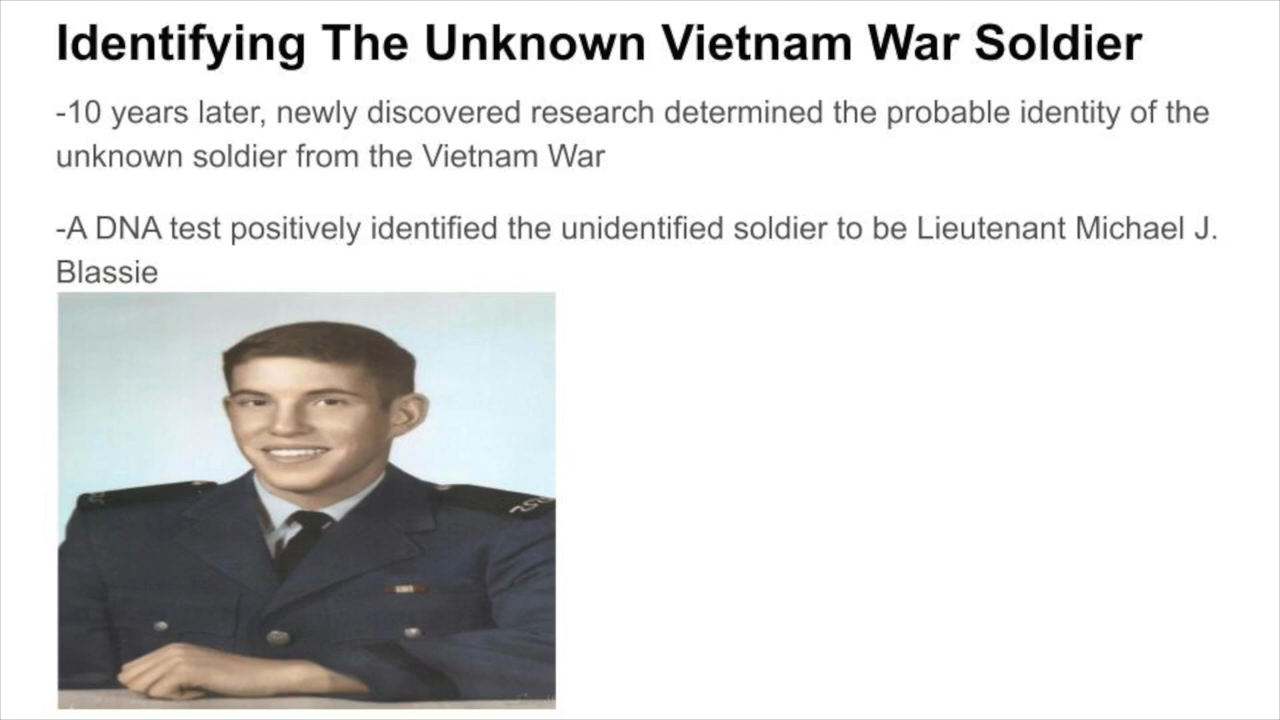 Identifying The Unknown Vietnam War Soldier
-10 years later, newly discovered research determined the probable identity of the
unknown soldier from the Vietnam War
-A DNA test positively identified the unidentified soldier to be Lieutenant Michael J.
Blassie